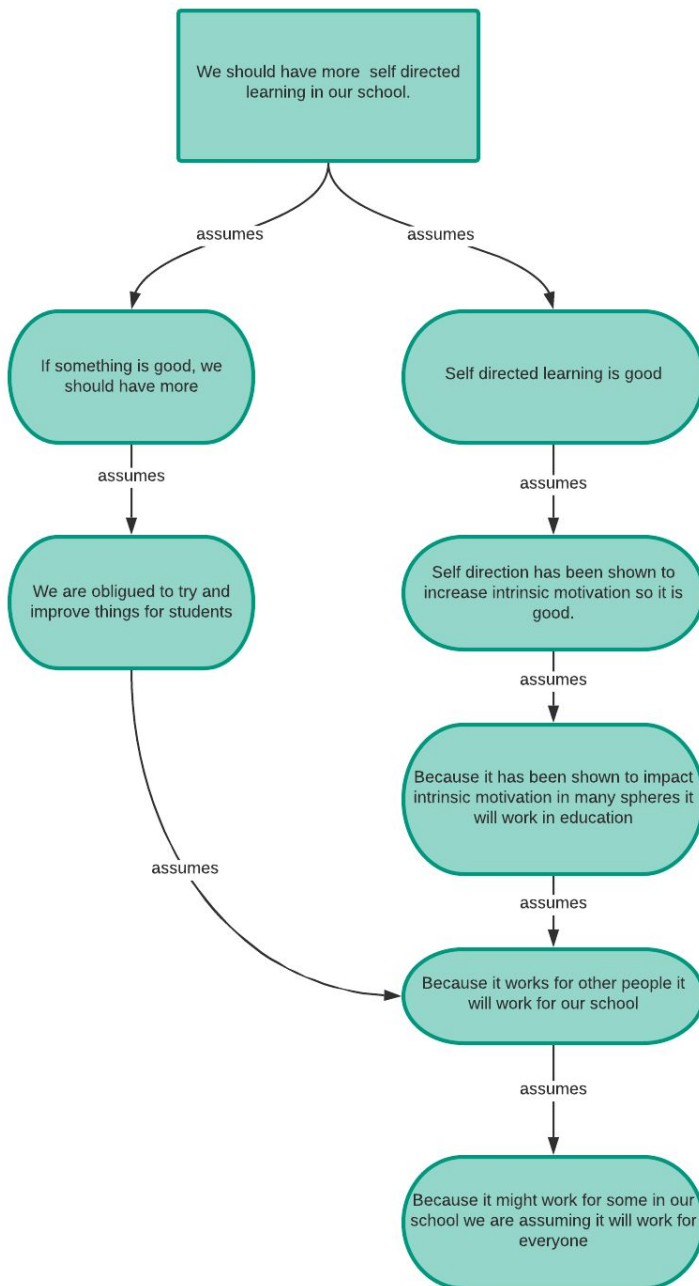 We should have more self directed
learning in our school.
assumes
assumes
If something is good, we
should have more
Self directed learning is good
assumes
assumes
We are obligued to try and
improve things for students
Self direction has been shown to
increase intrinsic motivation so it is
good.
assumes
Because it has been shown to impact
intrinsic motivation in many spheres it
will work in education
assumes
assumes
Because it works for other people it
will work for our school
assumes
Because it might work for some in our
school we are assuming it will work for
everyone